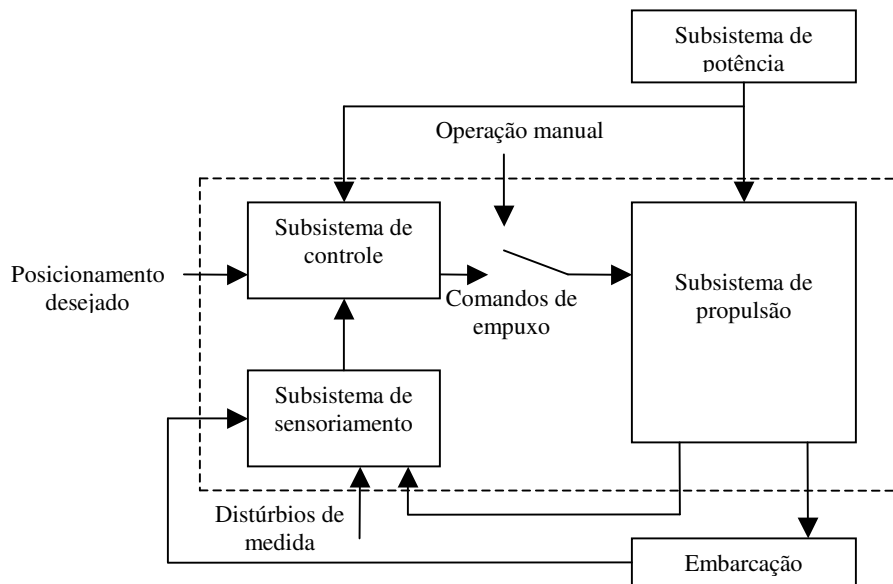 Subsistema de
potência
Operação manual
Subsistema de
controle
Posicionamento
desejado
Comandos de
empuxo
Subsistema de
propulsão
Subsistema de
sensoriamento
Distúrbios de
medida
Embarcação